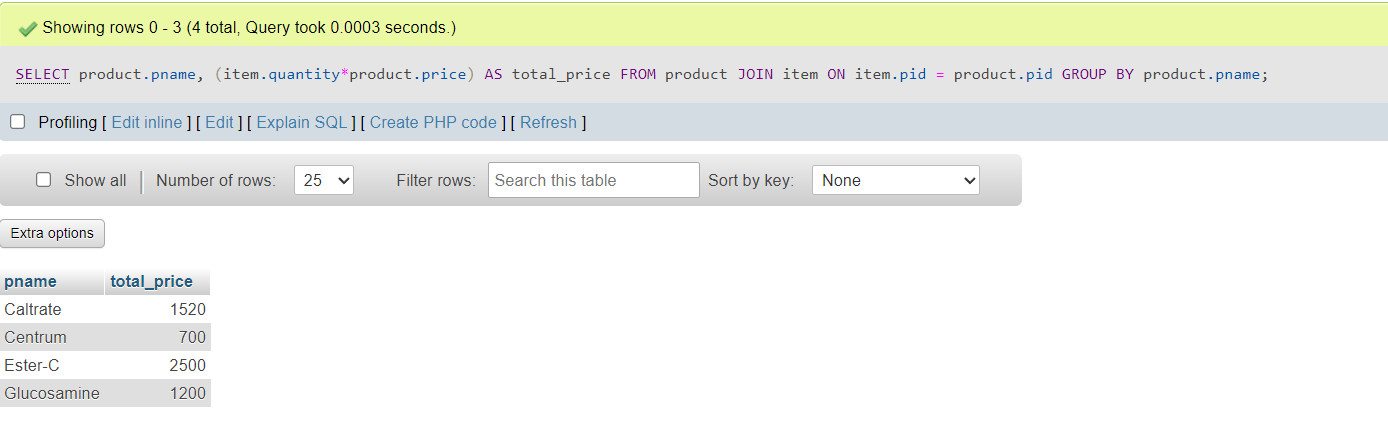 Showing rows 0 - 3 (4 total, Query took 0.0003 seconds.)
SELECT product.pname, (item.quantity*product.price) AS total_price FROM product JOIN item ON item.pid = product.pid GROUP BY product.pname;
Profiling [ Edit inline ] [ Edit ] [ Explain SQL ] [ Create PHP code ] [ Refresh ]
Show all | Number of rows: 25 Filter rows: Search this table Sort by key: None
Extra options
pname total_price
Caltrate 1520
Centrum 700
Ester-C 2500
Glucosamine 1200